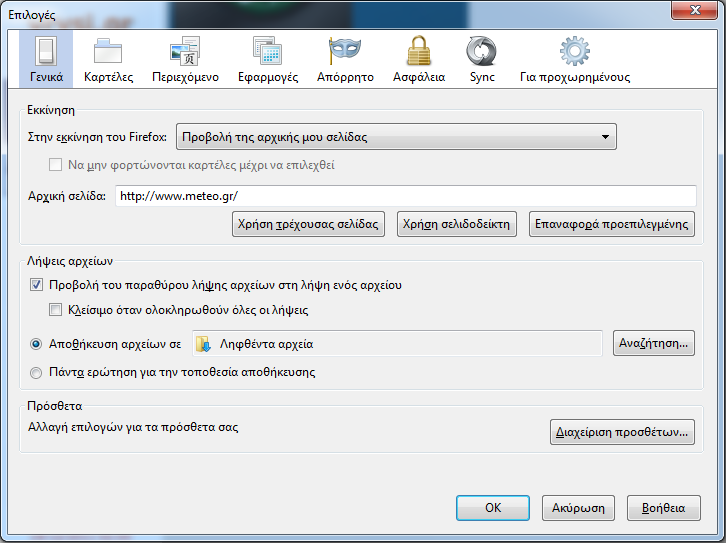 Επιλογές
Γενικά Καρτέλες Περιεχόμενο Εφαρμογές Απόρρητο Ασφάλεια Sync Για προχωρημένους
Εκκίνηση
Στην εκκίνηση του Firefox: Προβολή της αρχικής μου σελίδας
Να μην φορτώνονται καρτέλες μέχρι να επιλεχθεί
Αρχική σελίδα: http://www.meteo.gr/
Χρήση τρέχουσας σελίδας Χρήση σελιδοδείκτη Επαναφορά προεπιλεγμένης
Λήψεις αρχείων
Προβολή του παραθύρου λήψης αρχείων στη λήψη ενός αρχείου
Κλείσιμο όταν ολοκληρωθούν όλες οι λήψεις
Αποθήκευση αρχείων σε Ληφθέντα αρχεία Αναζήτηση...
Πάντα ερώτηση για την τοποθεσία αποθήκευσης
Πρόσθετα
Αλλαγή επιλογών για τα πρόσθετα σας
Διαχείριση προσθέτων...
OK Ακύρωση Βοήθεια